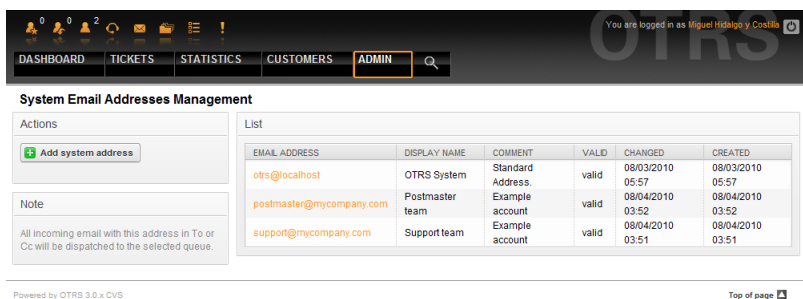 0 0 2
You are logged in as Miguel Hidalgo y Costilla
OTRS
DASHBOARD TICKETS STATISTICS CUSTOMERS ADMIN
System Email Addresses Management
Actions
Add system address
Note
All incoming email with this address in To or
Cc will be dispatched to the selected queue.
List
EMAIL ADDRESS DISPLAY NAME COMMENT VALID CHANGED CREATED
otrs@localhost OTRS System Standard Address. valid 08/03/2010 05:57 08/03/2010 05:57
postmaster@mycompany.com Postmaster team Example account valid 08/04/2010 03:52 08/04/2010 03:52
support@mycompany.com Support team Example account valid 08/04/2010 03:51 08/04/2010 03:51
Powered by OTRS 3.0.x CVS
Top of page